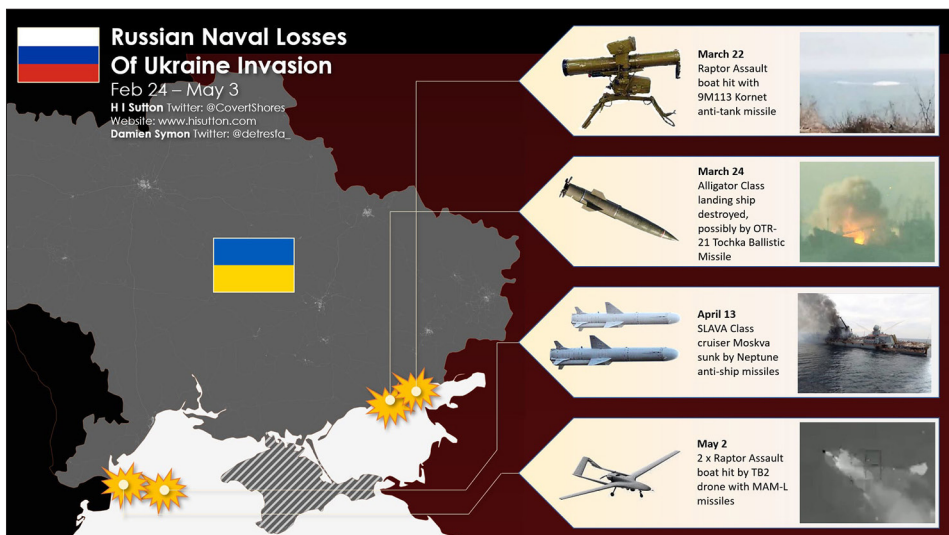 Russian Naval Losses
Of Ukraine Invasion
Feb 24 – May 3
H I Sutton Twitter: @CovertShores
Website: www.hisutton.com
Damien Symon Twitter: @detresfa_
March 22
Raptor Assault
boat hit with
9M113 Kornet
anti-tank missile
March 24
Alligator Class
landing ship
destroyed,
possibly by OTR-
21 Tochka Ballistic
Missile
April 13
SLAVA Class
cruiser Moskva
sunk by Neptune
anti-ship missiles
May 2
2 x Raptor Assault
boat hit by TB2
drone with MAM-L
missiles